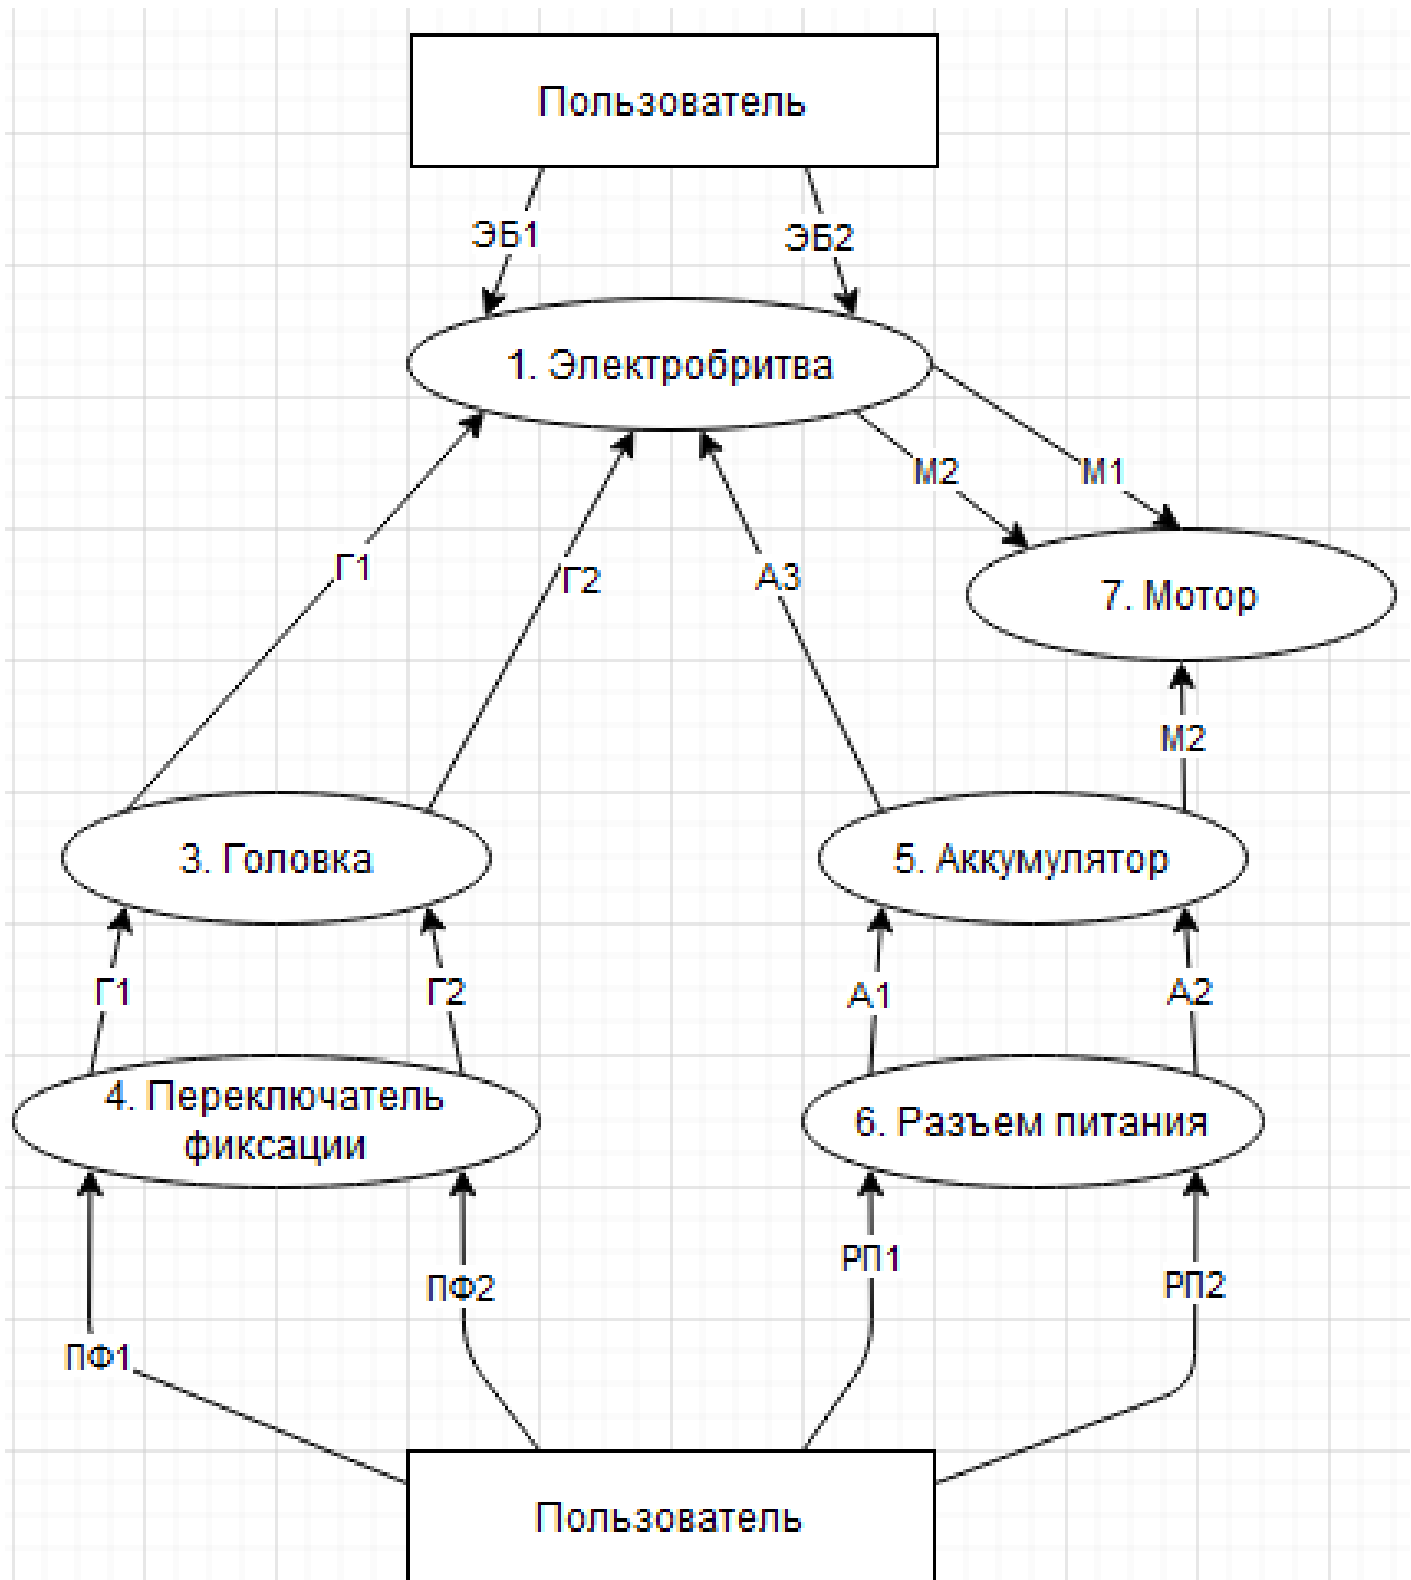 Пользователь
ЭБ1
ЭБ2
1. Электробритва
М2
М1
Г1
Г2
А3
7. Мотор
М2
3. Головка
5. Аккумулятор
Г1
Г2
А1
А2
4. Переключатель
фиксации
6. Разъем питания
ПФ1
ПФ2
РП1
РП2
Пользователь